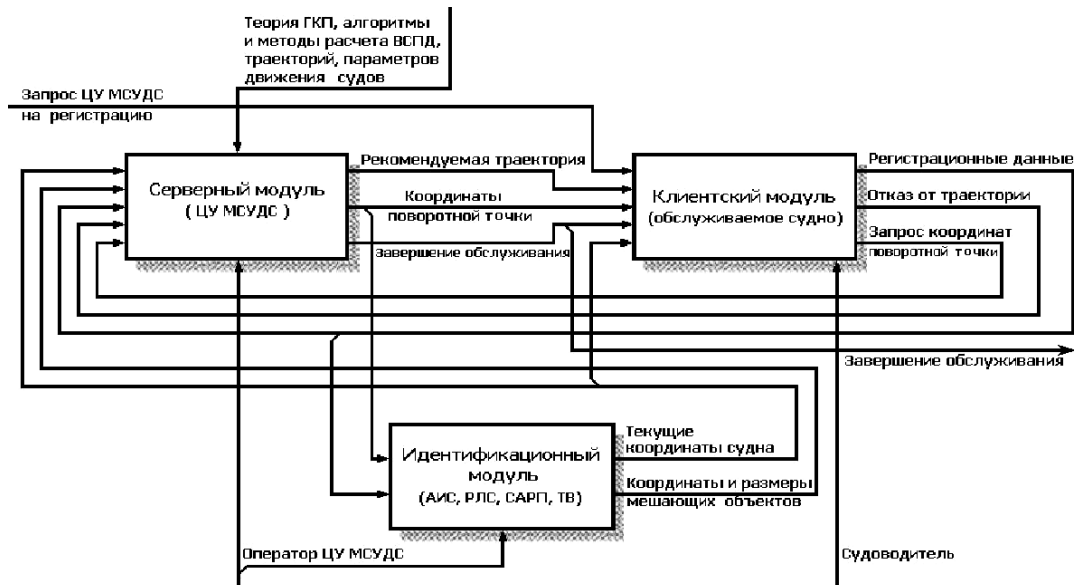 Теория ГКП, алгоритмы
и методы расчета ВСПД,
траекторий, параметров
движения судов
Запрос ЦУ МСУДС
на регистрацию
Серверный модуль
( ЦУ МСУДС )
Рекомендуемая траектория
Координаты
поворотной точки
Завершение обслуживания
Клиентский модуль
(обслуживаемое судно)
Регистрационные данные
Отказ от траектории
Запрос координат
поворотной точки
Завершение обслуживания
Идентификационный
модуль
(АИС, РЛС, САРП, ТВ)
Текущие
координаты судна
Координаты и размеры
мешающих объектов
Оператор ЦУ МСУДС
Судоводитель